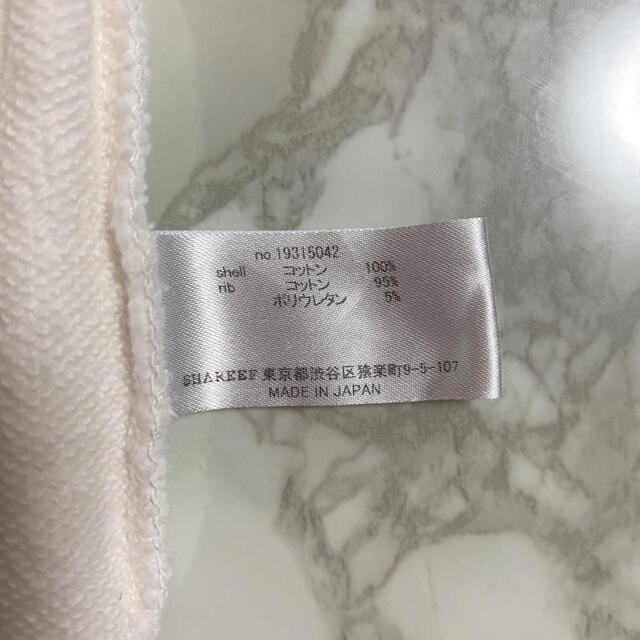 no 19315042
shell コットン 100%
rib コットン 95%
ポリウレタン 5%
SHAREEF 東京都渋谷区猿楽町9-5-107
MADE IN JAPAN